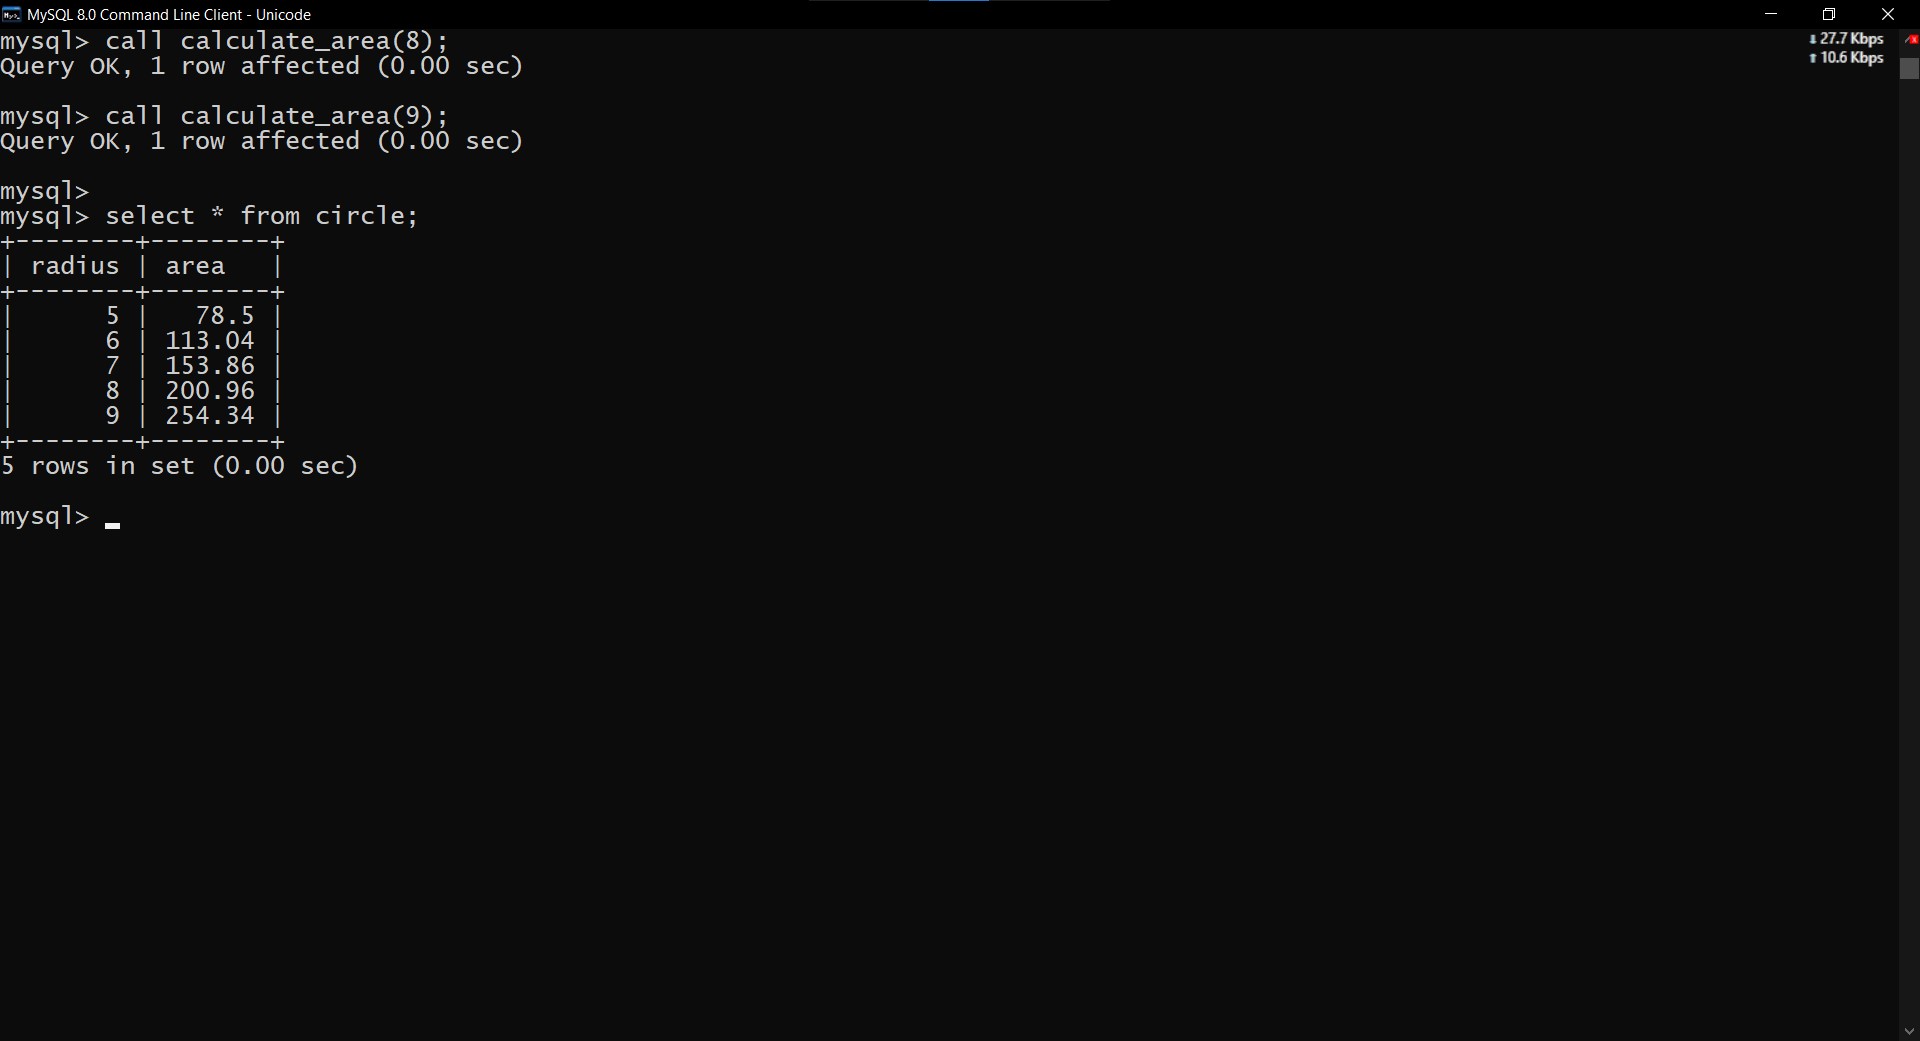 MySQL 8.0 Command Line Client - Unicode
mysql> call calculate_area(8);
Query OK, 1 row affected (0.00 sec)
mysql> call calculate_area(9);
Query OK, 1 row affected (0.00 sec)
mysql>
mysql> select * from circle;
+--------+--------+
| radius | area   |
+--------+--------+
|      5 |   78.5 |
|      6 | 113.04 |
|      7 | 153.86 |
|      8 | 200.96 |
|      9 | 254.34 |
+--------+--------+
5 rows in set (0.00 sec)
mysql> _
27.7 Kbps
10.6 Kbps